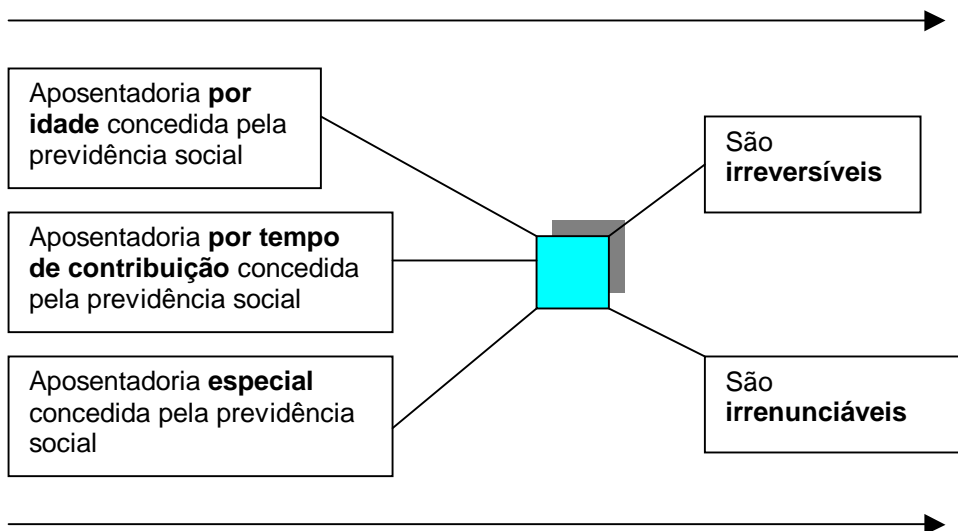 Aposentadoria por
idade concedida pela
previdência social
São
irreversíveis
Aposentadoria por tempo
de contribuição concedida
pela previdência social
Aposentadoria especial
concedida pela previdência
social
São
irrenunciáveis